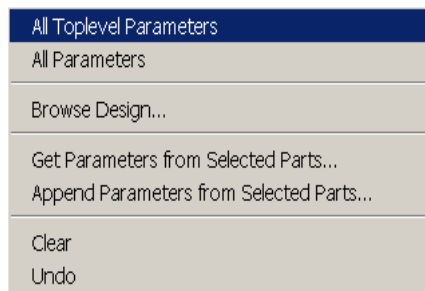 All Toplevel Parameters
All Parameters
Browse Design...
Get Parameters from Selected Parts...
Append Parameters from Selected Parts...
Clear
Undo